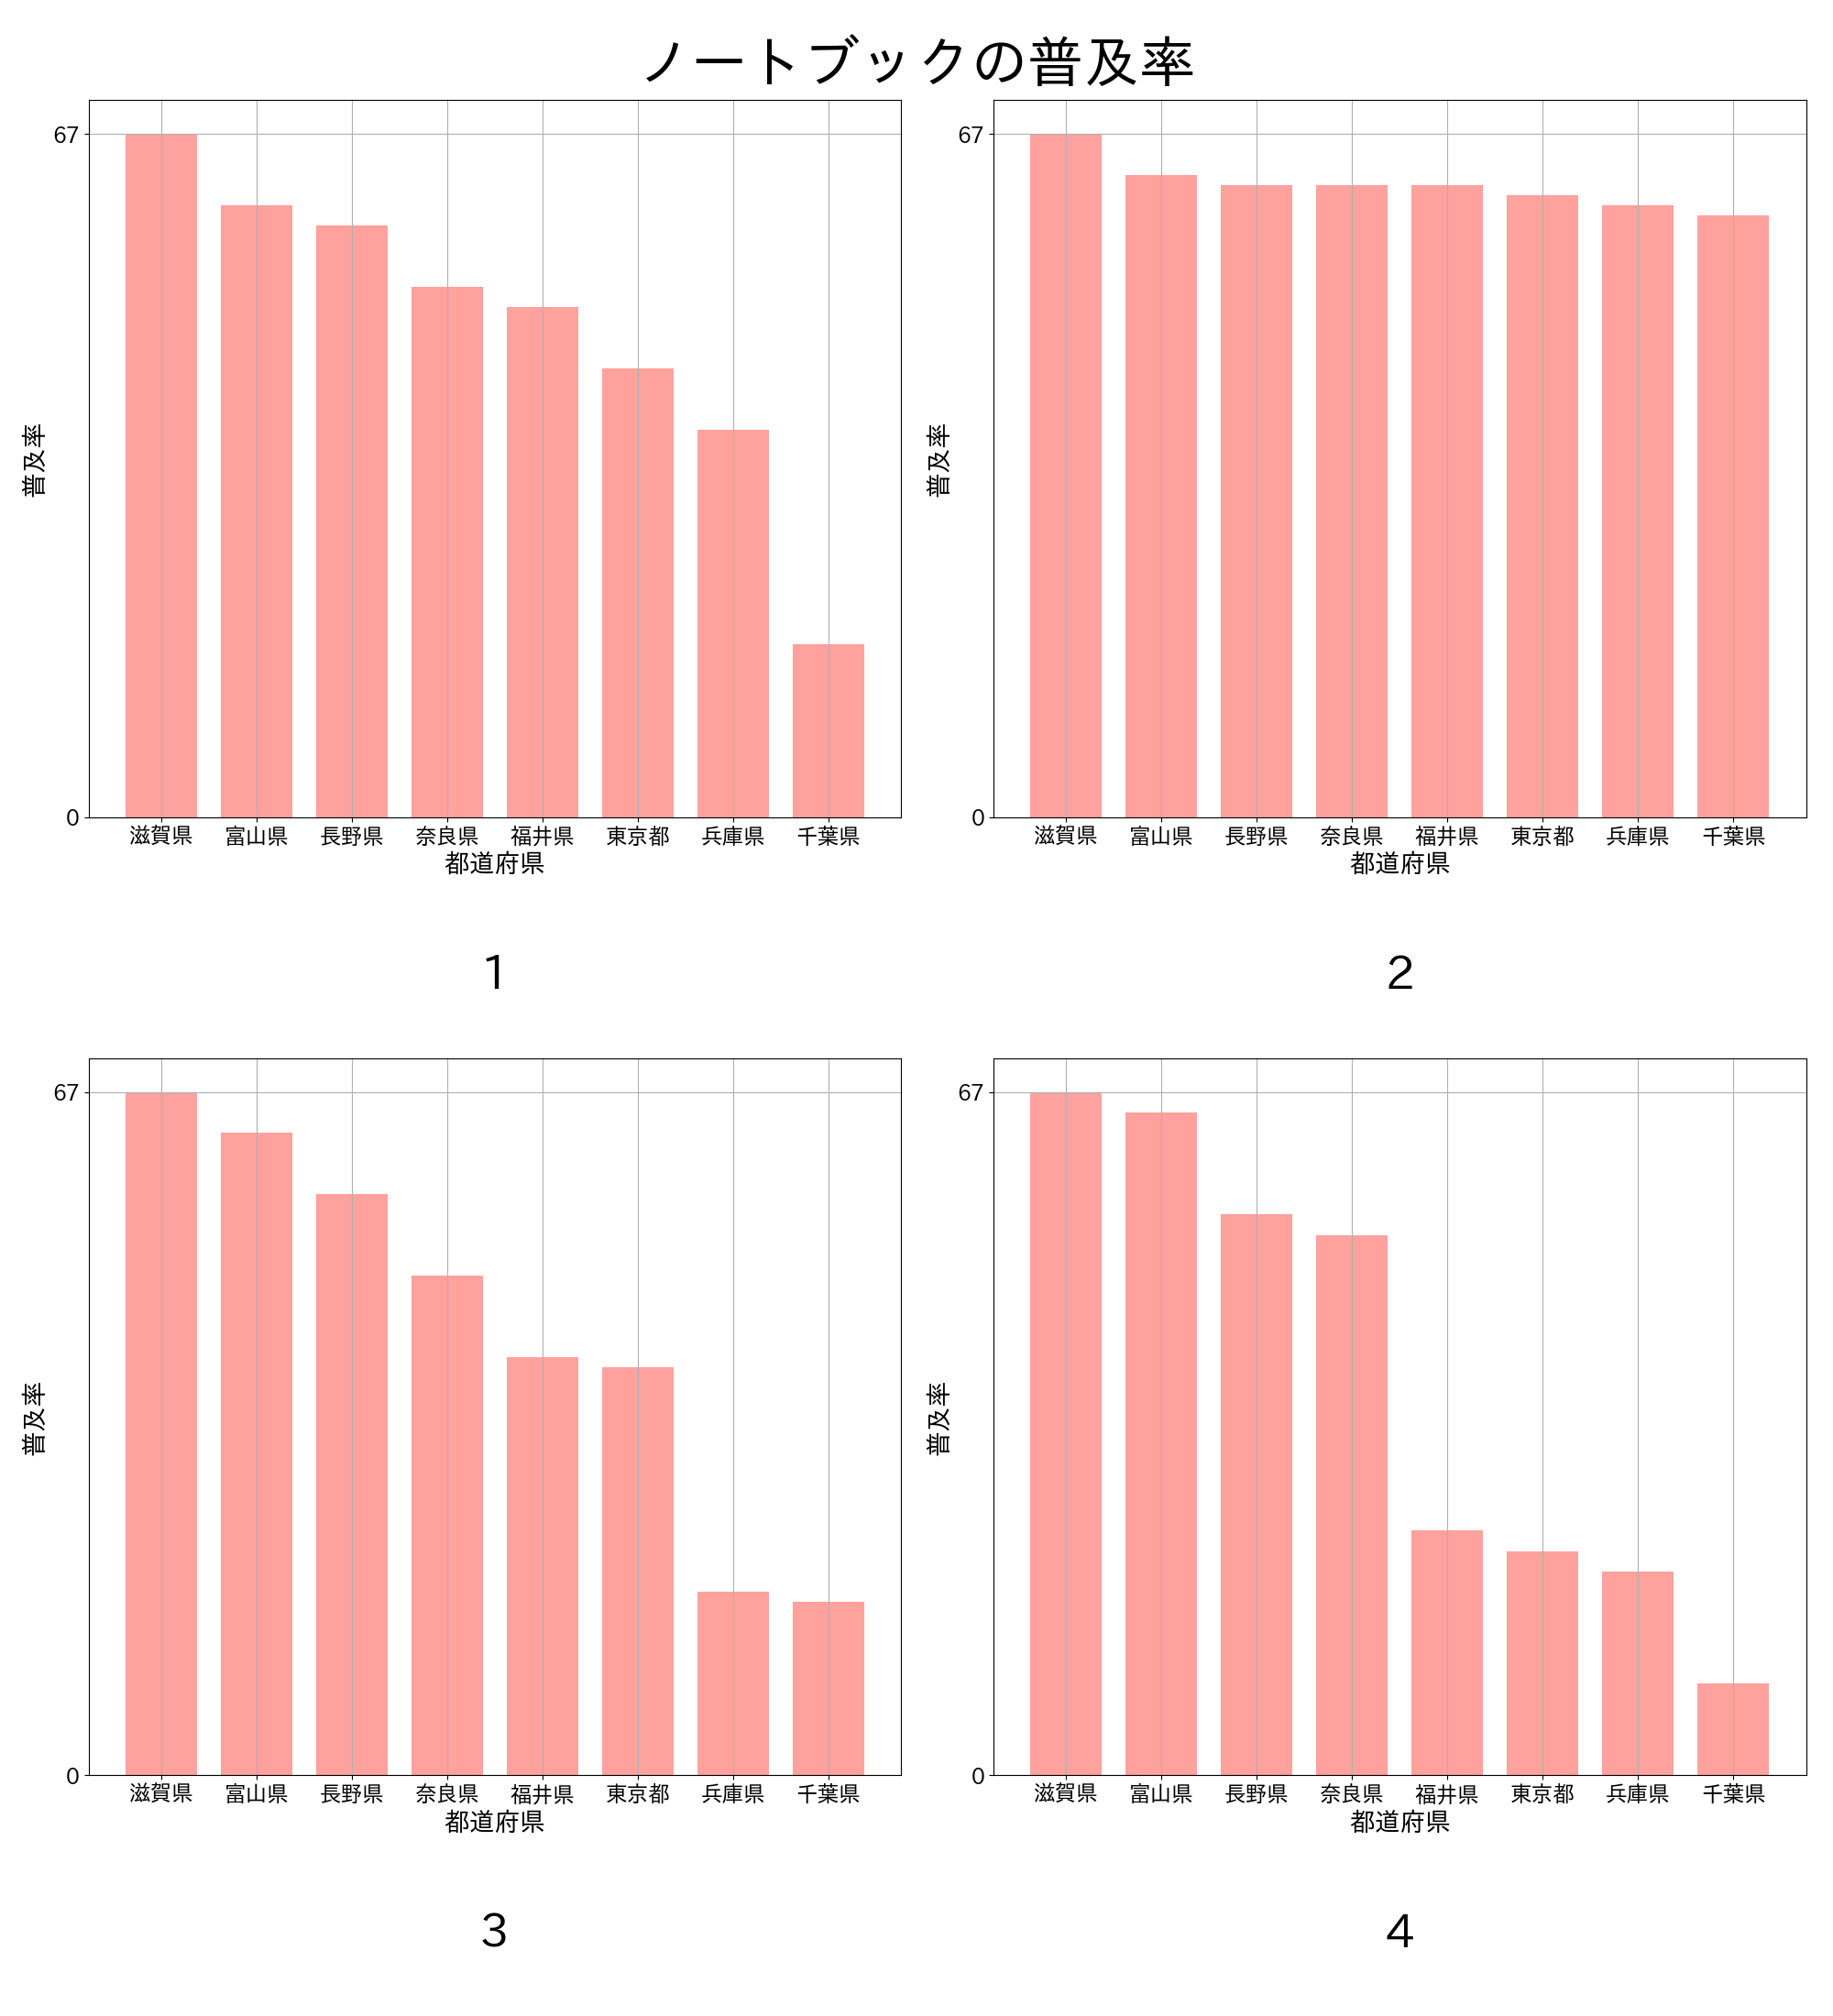 ノートブックの普及率
67
0
普及率
滋賀県 富山県 長野県 奈良県 福井県 東京都 兵庫県 千葉県
都道府県
1
67
0
普及率
滋賀県 富山県 長野県 奈良県 福井県 東京都 兵庫県 千葉県
都道府県
2
67
0
普及率
滋賀県 富山県 長野県 奈良県 福井県 東京都 兵庫県 千葉県
都道府県
3
67
0
普及率
滋賀県 富山県 長野県 奈良県 福井県 東京都 兵庫県 千葉県
都道府県
4